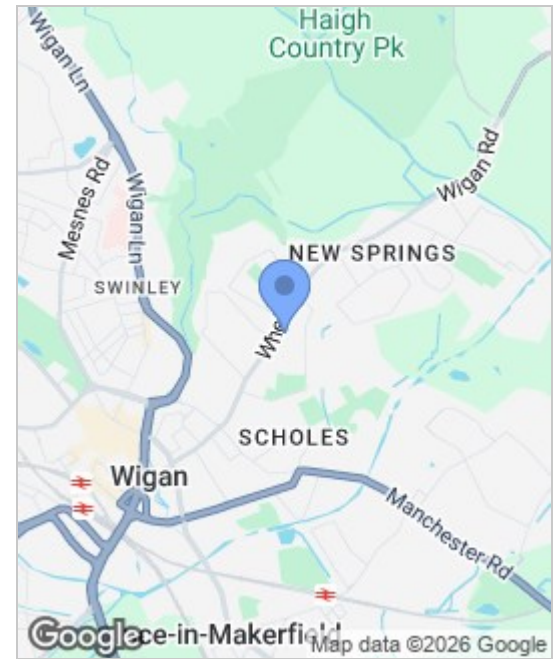 Haigh
Country Pk
Wigan Ln
Mesnes Rd
Wigan Ln
Wigan Rd
NEW SPRINGS
SWINLEY
SCHOLES
Wigan
Manchester Rd
Google
Map data ©2026 Google